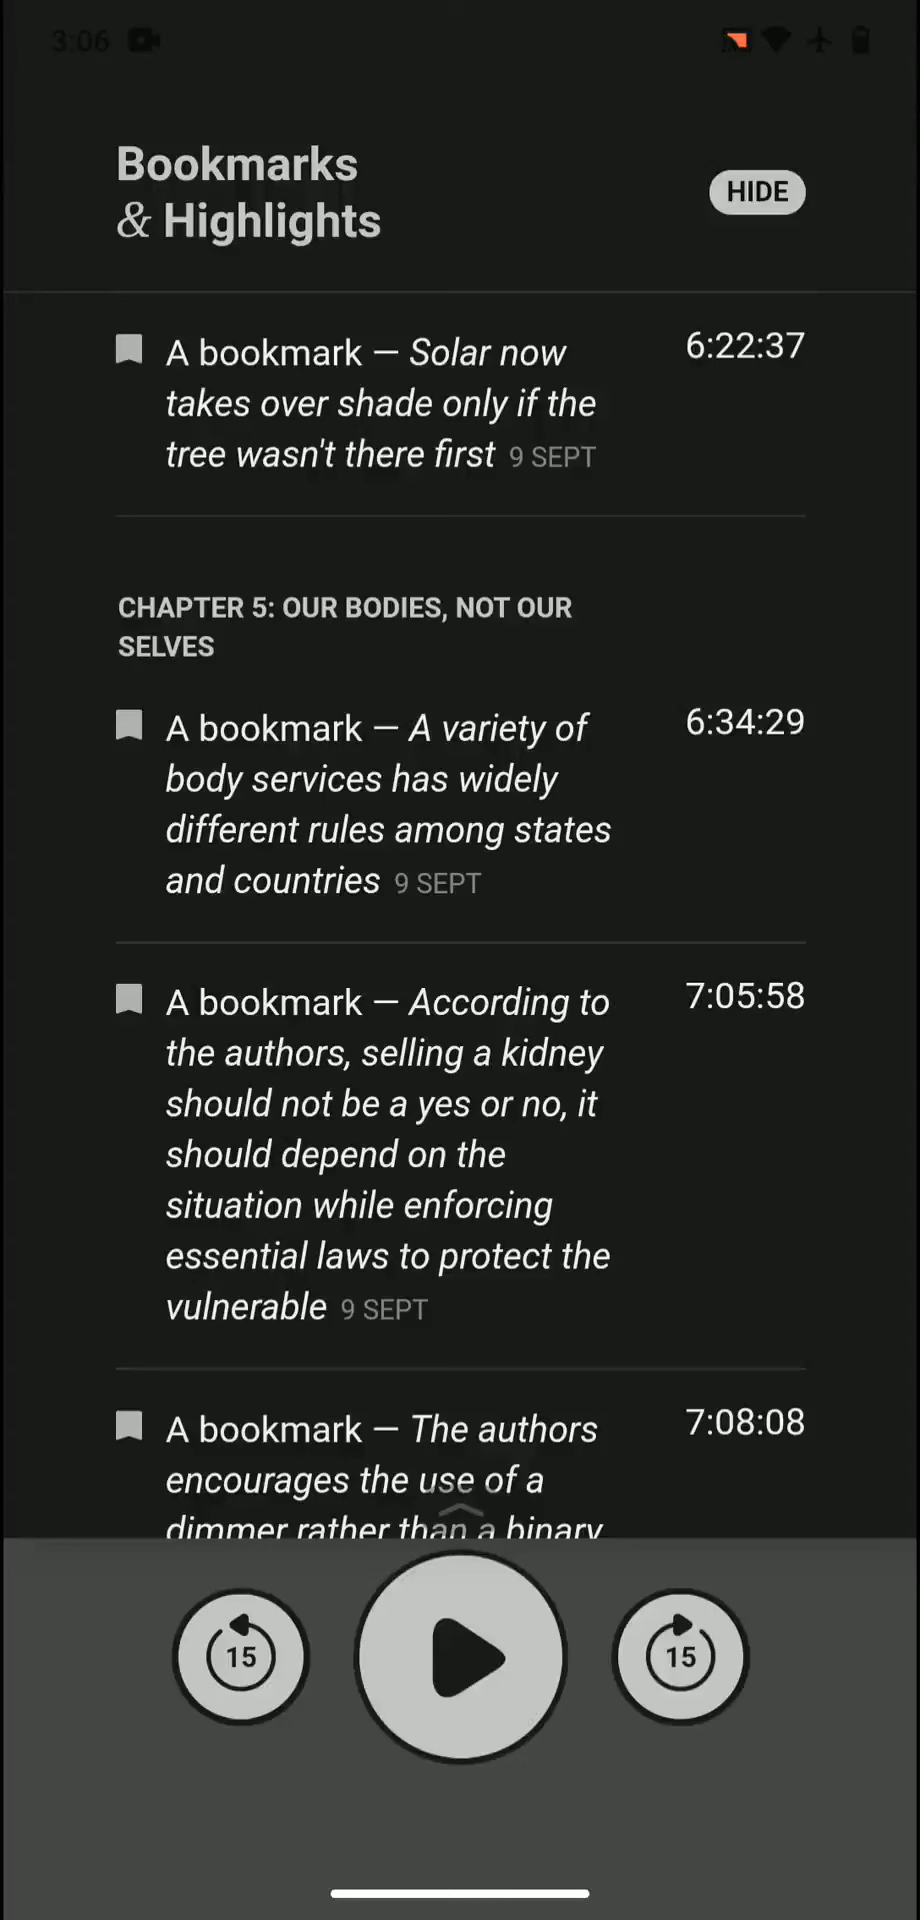 3:06
Bookmarks
& Highlights
HIDE
A bookmark — Solar now
takes over shade only if the
tree wasn't there first 9 SEPT
6:22:37
CHAPTER 5: OUR BODIES, NOT OUR
SELVES
A bookmark — A variety of
body services has widely
different rules among states
and countries 9 SEPT
6:34:29
A bookmark — According to
the authors, selling a kidney
should not be a yes or no, it
should depend on the
situation while enforcing
essential laws to protect the
vulnerable 9 SEPT
7:05:58
A bookmark — The authors
encourages the use of a
dimmer rather than a binary
7:08:08
15
15